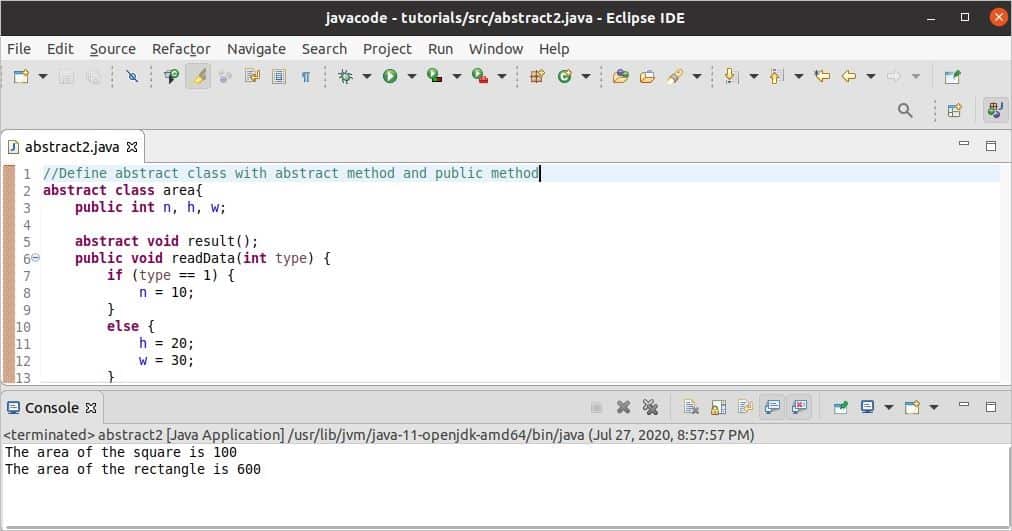 javacode - tutorials/src/abstract2.java - Eclipse IDE
File Edit Source Refactor Navigate Search Project Run Window Help
abstract2.java
1 //Define abstract class with abstract method and public method
2 abstract class area{
3     public int n, h, w;
4
5     abstract void result();
6     public void readData(int type) {
7         if (type == 1) {
8             n = 10;
9         }
10         else {
11             h = 20;
12             w = 30;
13         }
Console
<terminated> abstract2 [Java Application] /usr/lib/jvm/java-11-openjdk-amd64/bin/java (Jul 27, 2020, 8:57:57 PM)
The area of the square is 100
The area of the rectangle is 600